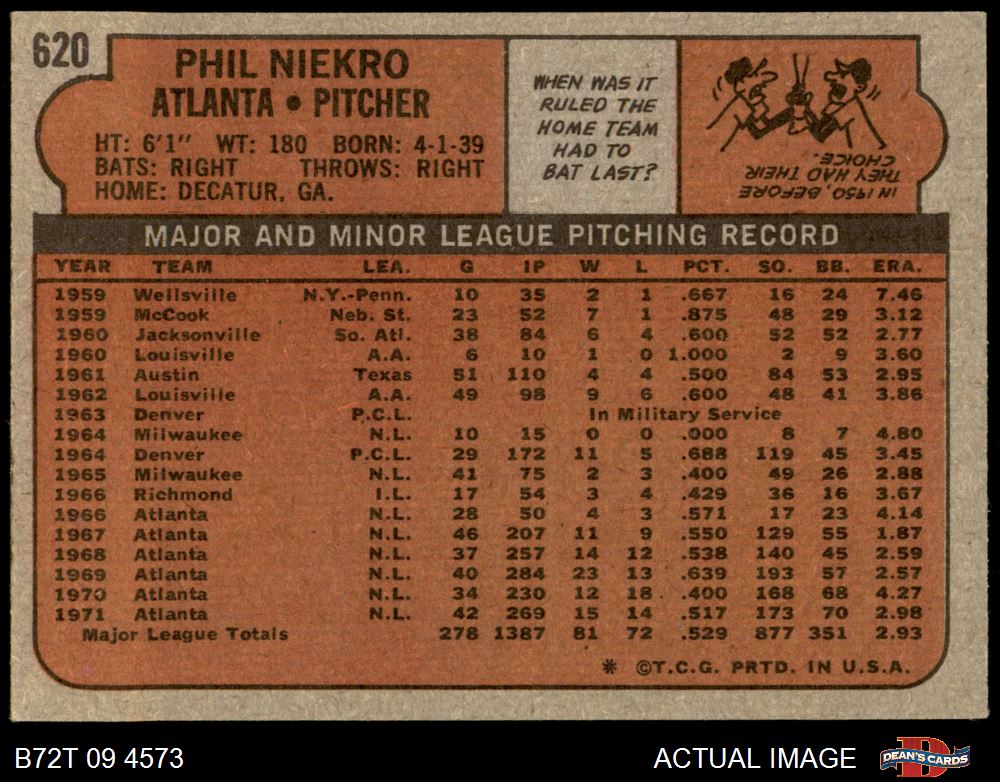 620
PHIL NIEKRO
ATLANTA • PITCHER
HT: 6'1" WT: 180 BORN: 4-1-39
BATS: RIGHT THROWS: RIGHT
HOME: DECATUR, GA.
WHEN WAS IT
RULED THE
HOME TEAM
HAD TO
BAT LAST?
IN 1950, BEFORE
THEY HAD THEIR
CHOICE.
MAJOR AND MINOR LEAGUE PITCHING RECORD
YEAR TEAM LEA. G IP W L PCT. SO. BB. ERA.
1959 Wellsville N.Y.-Penn. 10 35 2 1 .667 16 24 7.46
1959 McCook Neb. St. 23 52 7 1 .875 48 29 3.12
1960 Jacksonville So. Atl. 38 84 6 4 .600 52 52 2.77
1960 Louisville A.A. 6 10 1 0 1.000 2 9 3.60
1961 Austin Texas 51 110 4 4 .500 84 53 2.95
1962 Louisville A.A. 49 98 9 6 .600 48 41 3.86
1963 Denver P.C.L. In Military Service
1964 Milwaukee N.L. 10 15 0 0 .000 8 7 4.80
1964 Denver P.C.L. 29 172 11 5 .688 119 45 3.45
1965 Milwaukee N.L. 41 75 2 3 .400 49 26 2.88
1966 Richmond I.L. 17 54 3 4 .429 36 16 3.67
1966 Atlanta N.L. 28 50 4 3 .571 17 23 4.14
1967 Atlanta N.L. 46 207 11 9 .550 129 55 1.87
1968 Atlanta N.L. 37 257 14 12 .538 140 45 2.59
1969 Atlanta N.L. 40 284 23 13 .639 193 57 2.57
1970 Atlanta N.L. 34 230 12 18 .400 168 68 4.27
1971 Atlanta N.L. 42 269 15 14 .517 173 70 2.98
Major League Totals 278 1387 81 72 .529 877 351 2.93
* ©T.C.G. PRTD. IN U.S.A.
B72T 09 4573
ACTUAL IMAGE
DEAN'S CARDS